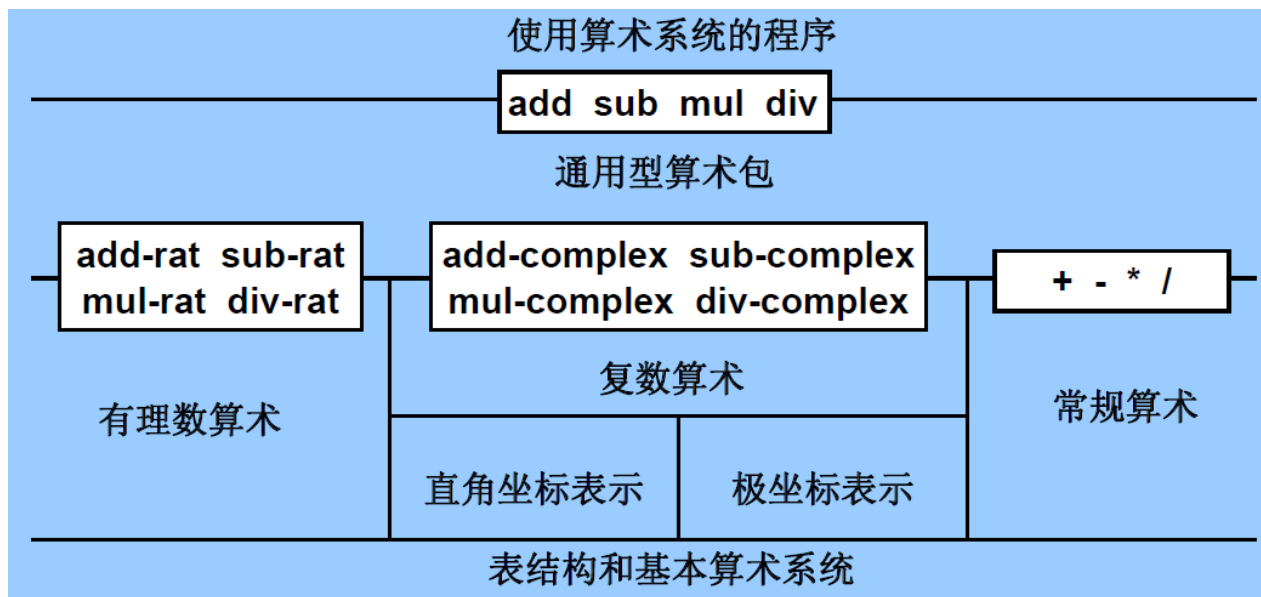 使用算术系统的程序
add sub mul div
通用型算术包
add-rat sub-rat
mul-rat div-rat
add-complex sub-complex
mul-complex div-complex
+ - * /
有理数算术
复数算术
常规算术
直角坐标表示
极坐标表示
表结构和基本算术系统